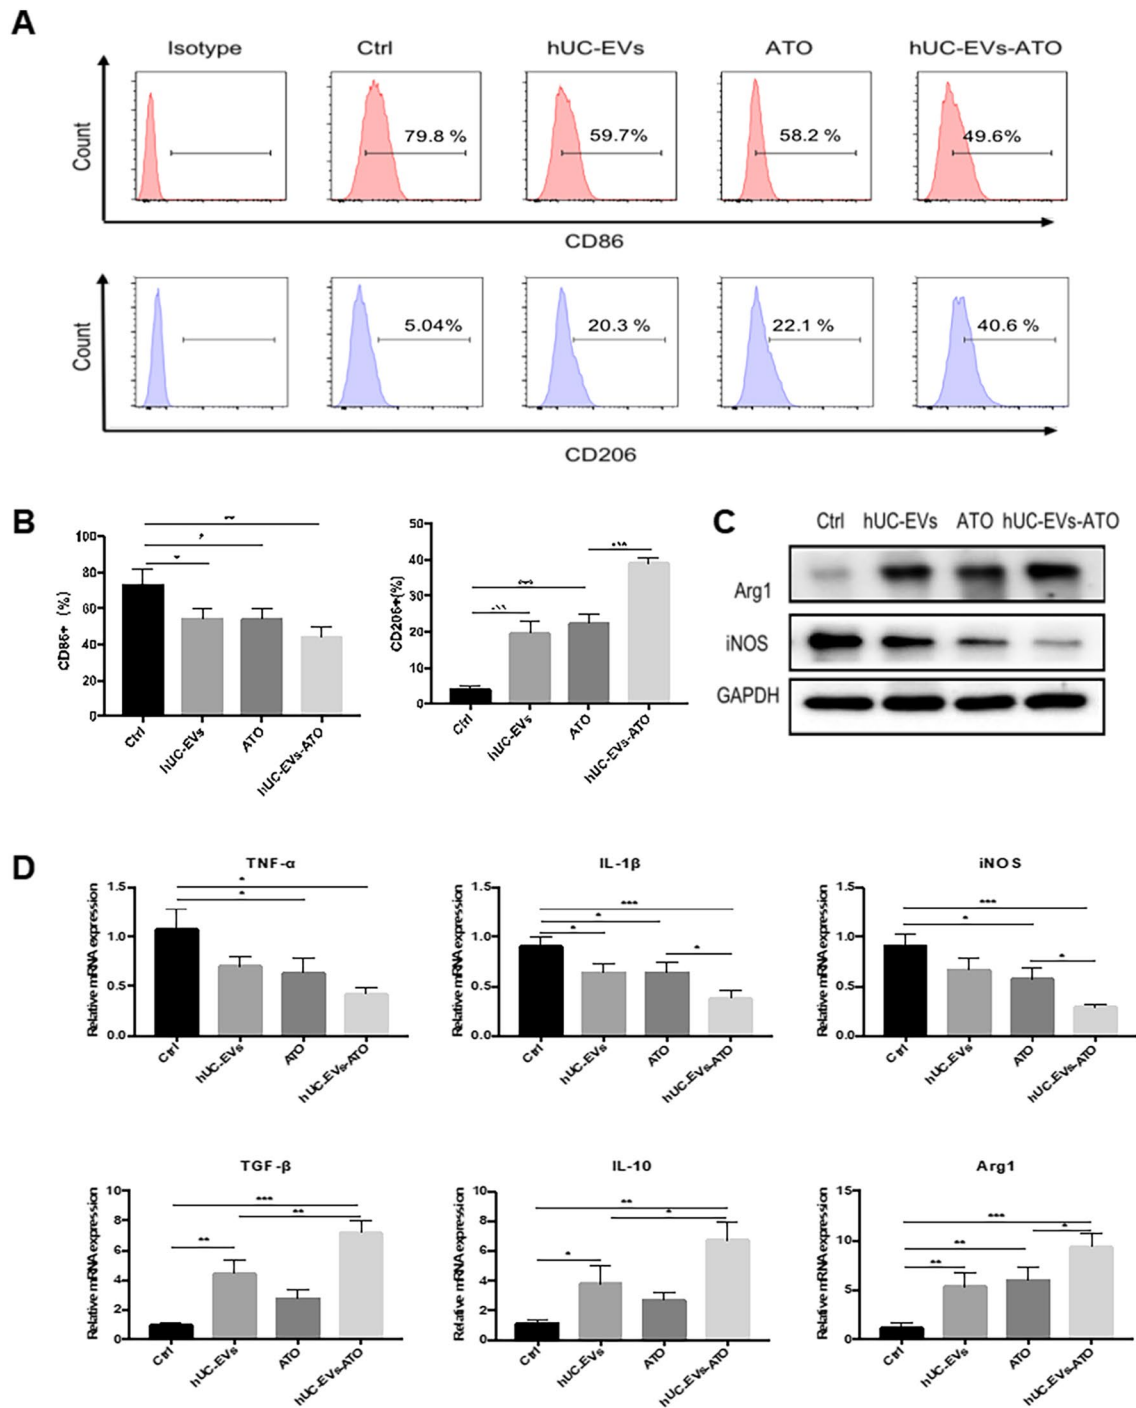 A
Isotype Ctrl hUC-EVs ATO hUC-EVs-ATO
Count
79.8 % 59.7% 58.2 % 49.6%
CD86
Count
5.04% 20.3 % 22.1 % 40.6 %
CD206
B
CD86+ (%)
100
80
60
40
20
0
** * *
Ctrl hUC-EVs ATO hUC-EVs-ATO
CD206+(%)
50
40
30
20
10
0
*** *** ***
Ctrl hUC-EVs ATO hUC-EVs-ATO
C
Ctrl hUC-EVs ATO hUC-EVs-ATO
Arg1
iNOS
GAPDH
D
TNF-α
Relative mRNA expression
1.5
1.0
0.5
0.0
* *
Ctrl hUC-EVs ATO hUC-EVs-ATO
IL-1β
Relative mRNA expression
1.5
1.0
0.5
0.0
*** * * *
Ctrl hUC-EVs ATO hUC-EVs-ATO
iNOS
Relative mRNA expression
1.5
1.0
0.5
0.0
*** * *
Ctrl hUC-EVs ATO hUC-EVs-ATO
TGF-β
Relative mRNA expression
10
8
6
4
2
0
*** ** **
Ctrl hUC-EVs ATO hUC-EVs-ATO
IL-10
Relative mRNA expression
10
8
6
4
2
0
** * *
Ctrl hUC-EVs ATO hUC-EVs-ATO
Arg1
Relative mRNA expression
15
10
5
0
*** * ** **
Ctrl hUC-EVs ATO hUC-EVs-ATO